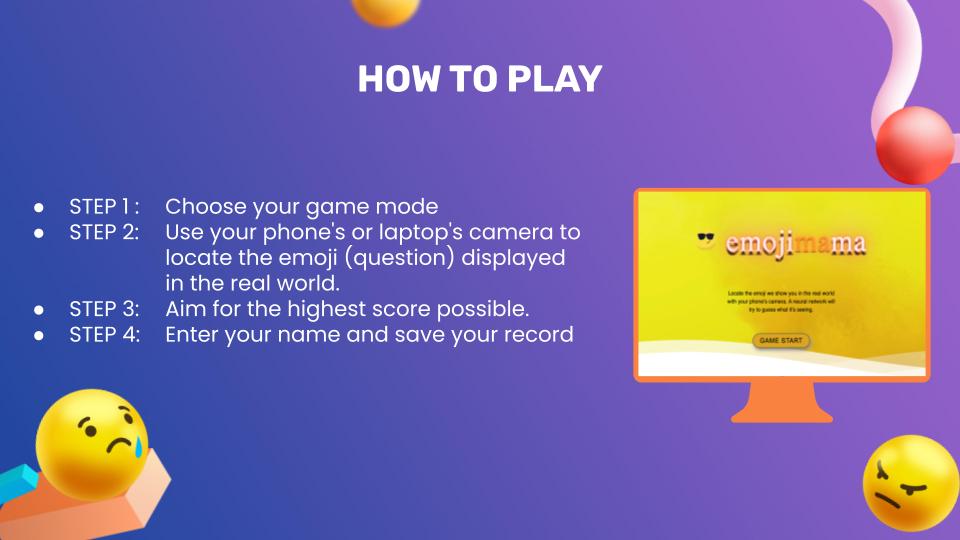 HOW TO PLAY
● STEP 1 : Choose your game mode
● STEP 2: Use your phone's or laptop's camera to
locate the emoji (question) displayed
in the real world.
● STEP 3: Aim for the highest score possible.
● STEP 4: Enter your name and save your record
emojimama
Locate the emoji we show you in the real world
with your phone's camera. A neural network will
try to guess what it's seeing.
GAME START